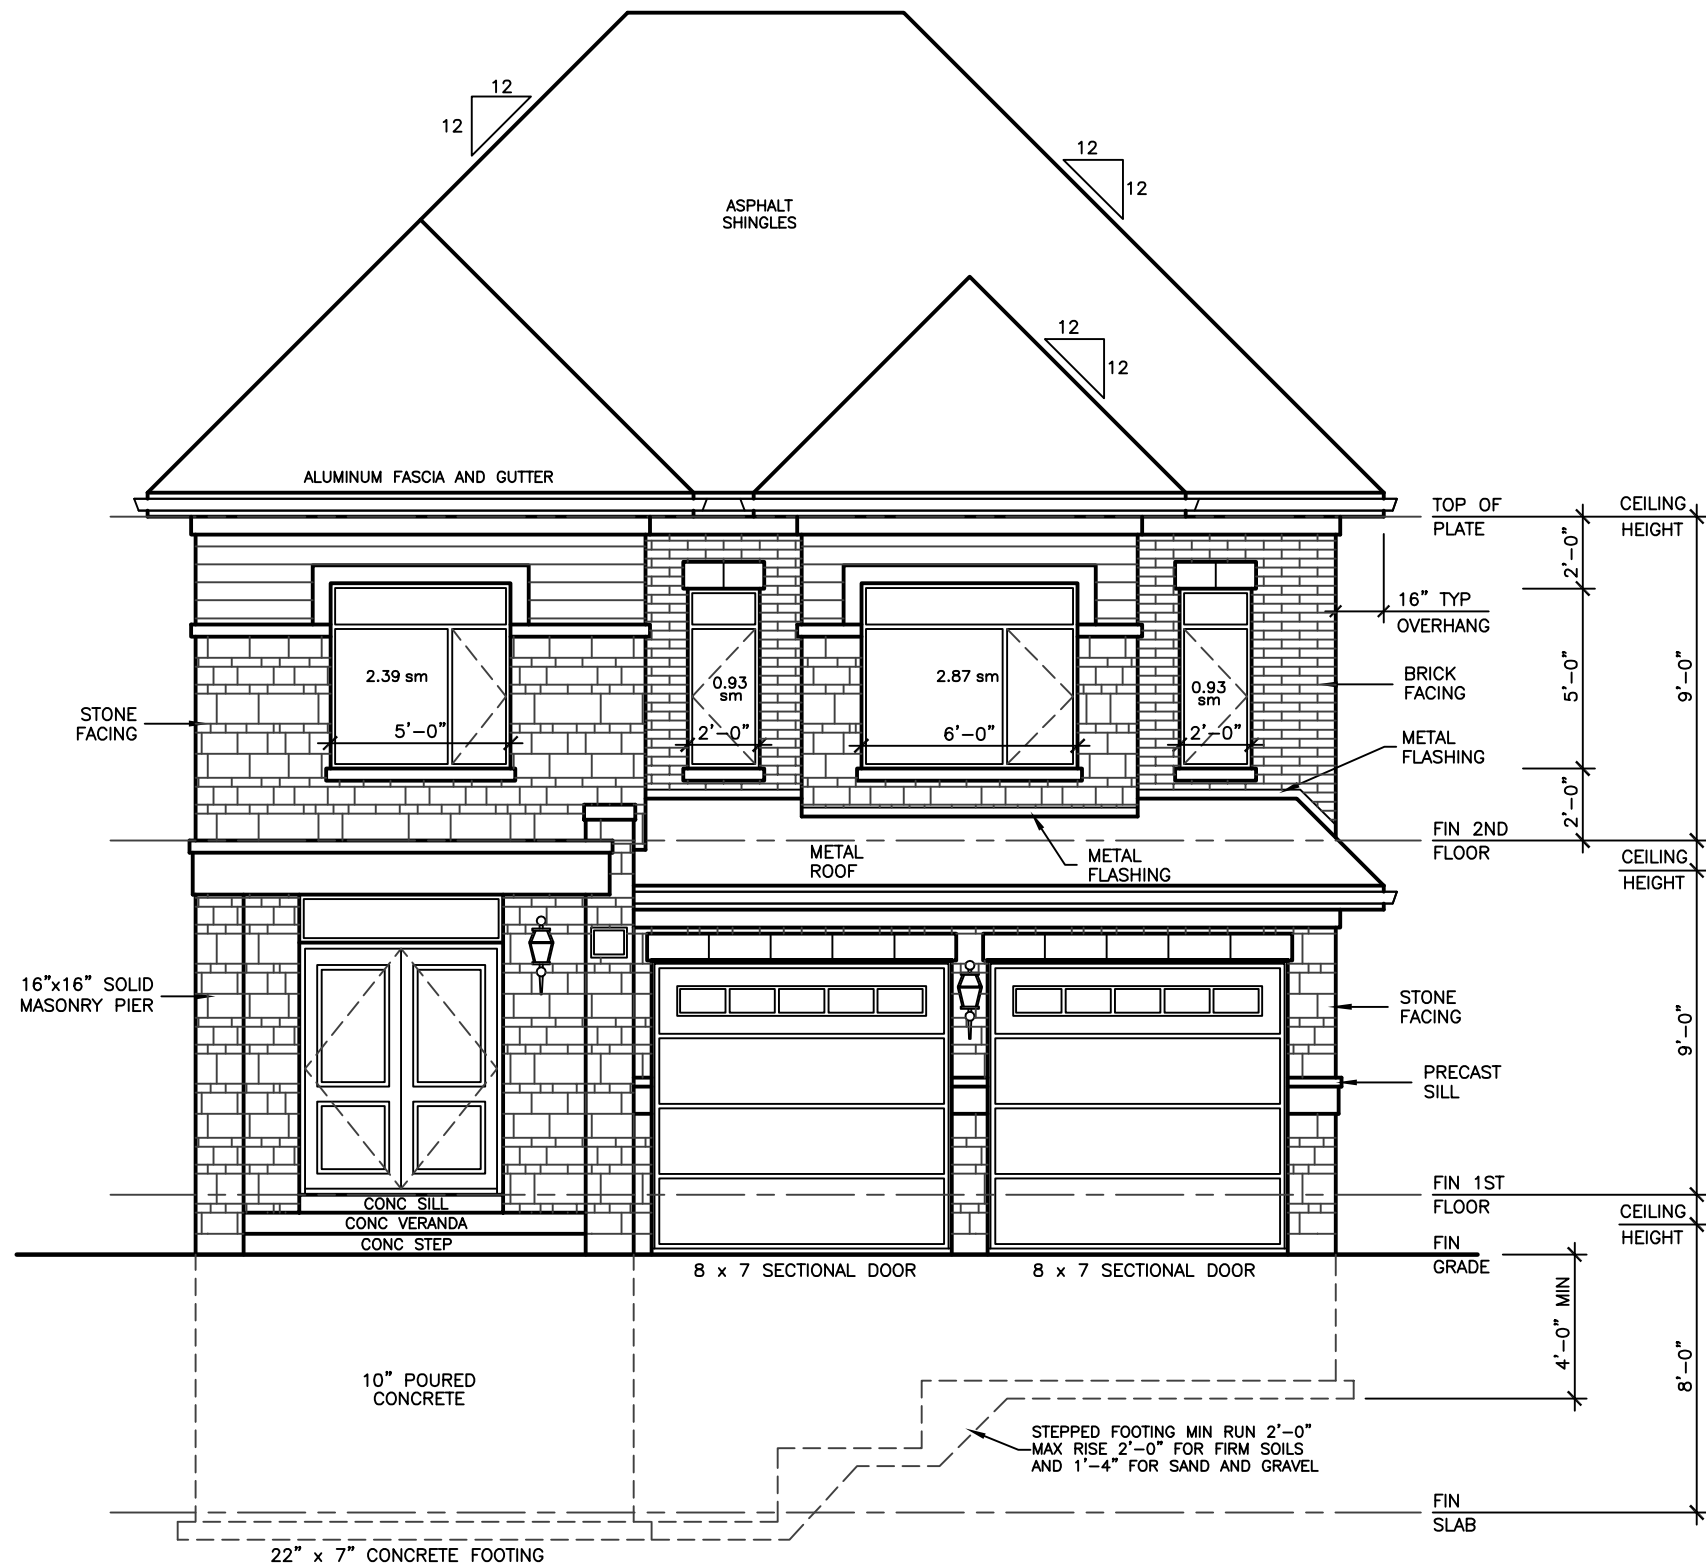 12
12
12
12
ASPHALT
SHINGLES
12
12
ALUMINUM FASCIA AND GUTTER
TOP OF
PLATE
CEILING
HEIGHT
2'-0"
16" TYP
OVERHANG
2.39 sm
0.93
sm
2.87 sm
0.93
sm
BRICK
FACING
5'-0"
9'-0"
STONE
FACING
5'-0"
2'-0"
6'-0"
2'-0"
METAL
FLASHING
2'-0"
FIN 2ND
FLOOR
METAL
ROOF
METAL
FLASHING
CEILING
HEIGHT
16"x16" SOLID
MASONRY PIER
STONE
FACING
9'-0"
PRECAST
SILL
FIN 1ST
FLOOR
CONC SILL
CONC VERANDA
CONC STEP
CEILING
HEIGHT
FIN
GRADE
8 x 7 SECTIONAL DOOR
8 x 7 SECTIONAL DOOR
4'-0" MIN
8'-0"
10" POURED
CONCRETE
STEPPED FOOTING MIN RUN 2'-0"
MAX RISE 2'-0" FOR FIRM SOILS
AND 1'-4" FOR SAND AND GRAVEL
FIN
SLAB
22" x 7" CONCRETE FOOTING